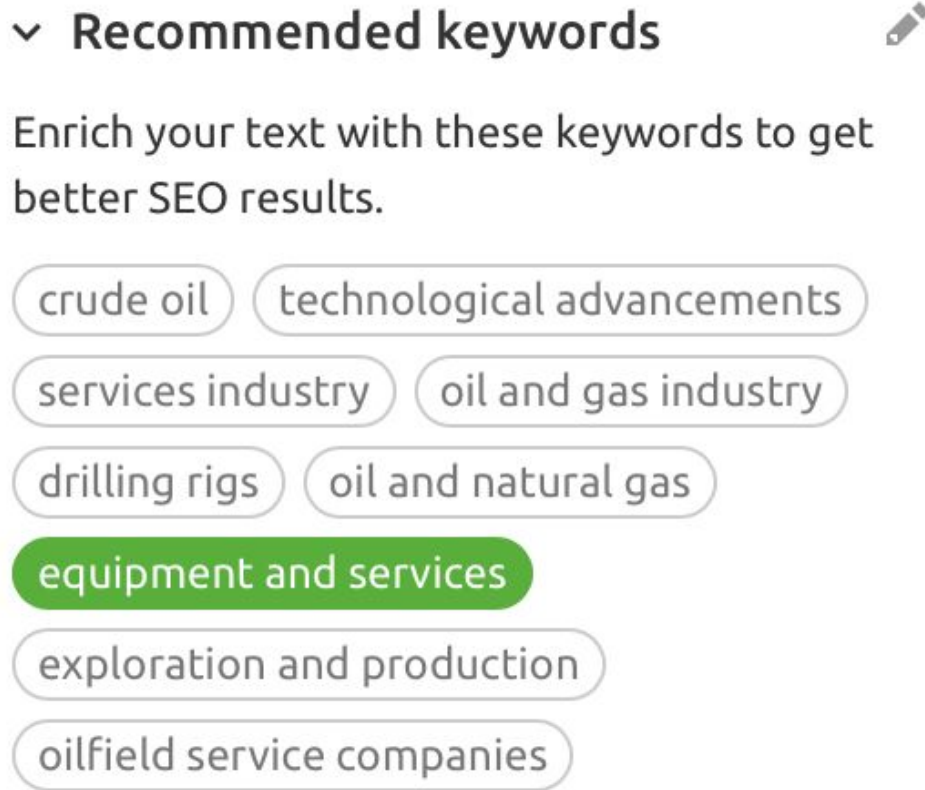 Recommended keywords
Enrich your text with these keywords to get
better SEO results.
crude oil technological advancements
services industry oil and gas industry
drilling rigs oil and natural gas
equipment and services
exploration and production
oilfield service companies